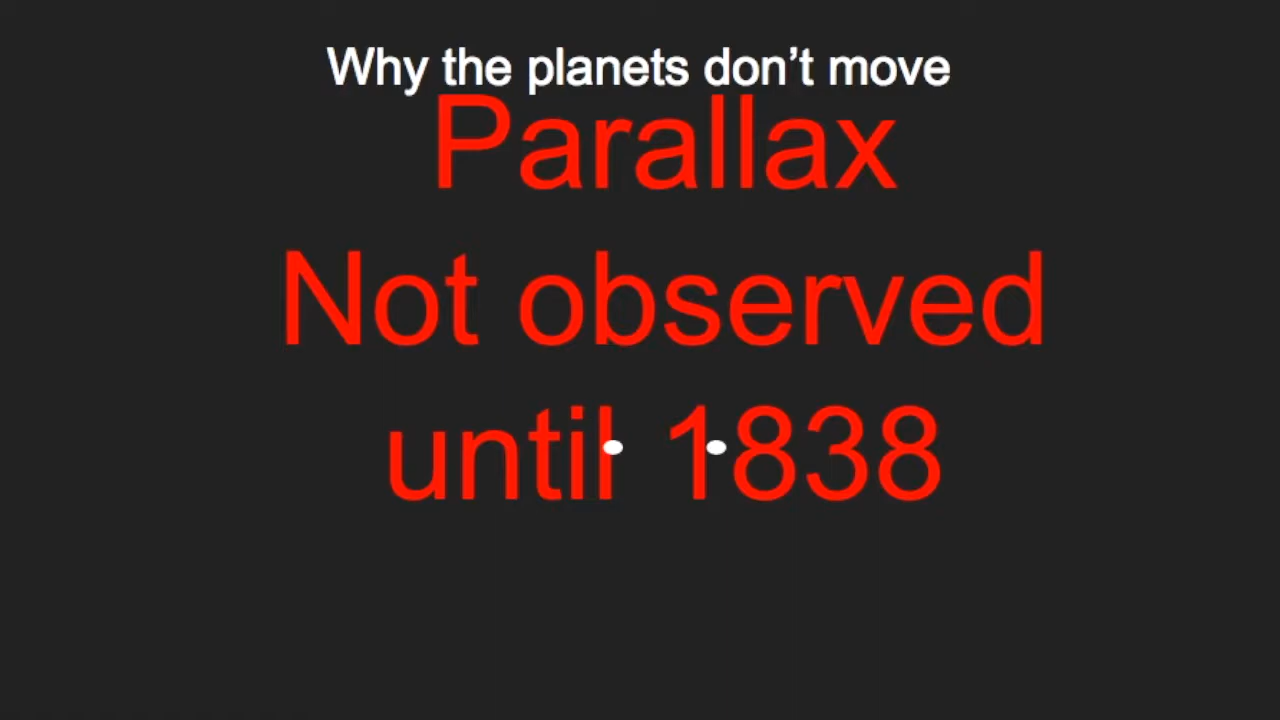 Why the planets don’t move
Parallax
Not observed
until 1838